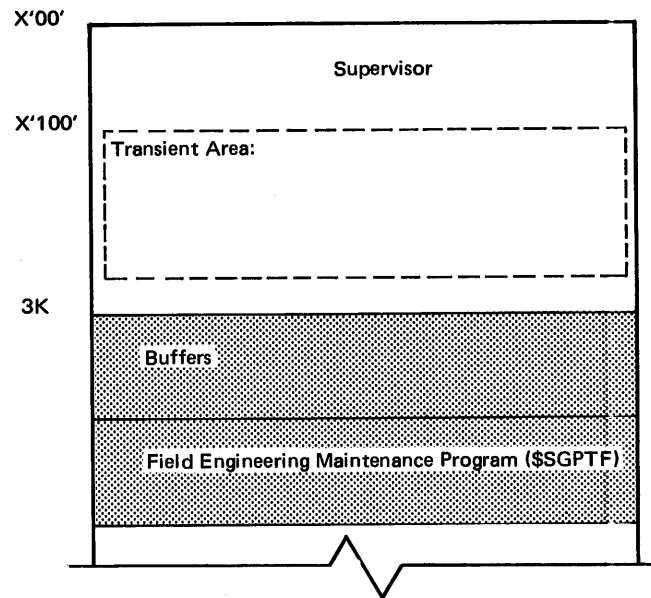 X'00'
Supervisor
X'100'
Transient Area:
3K
Buffers
Field Engineering Maintenance Program ($SGPTF)